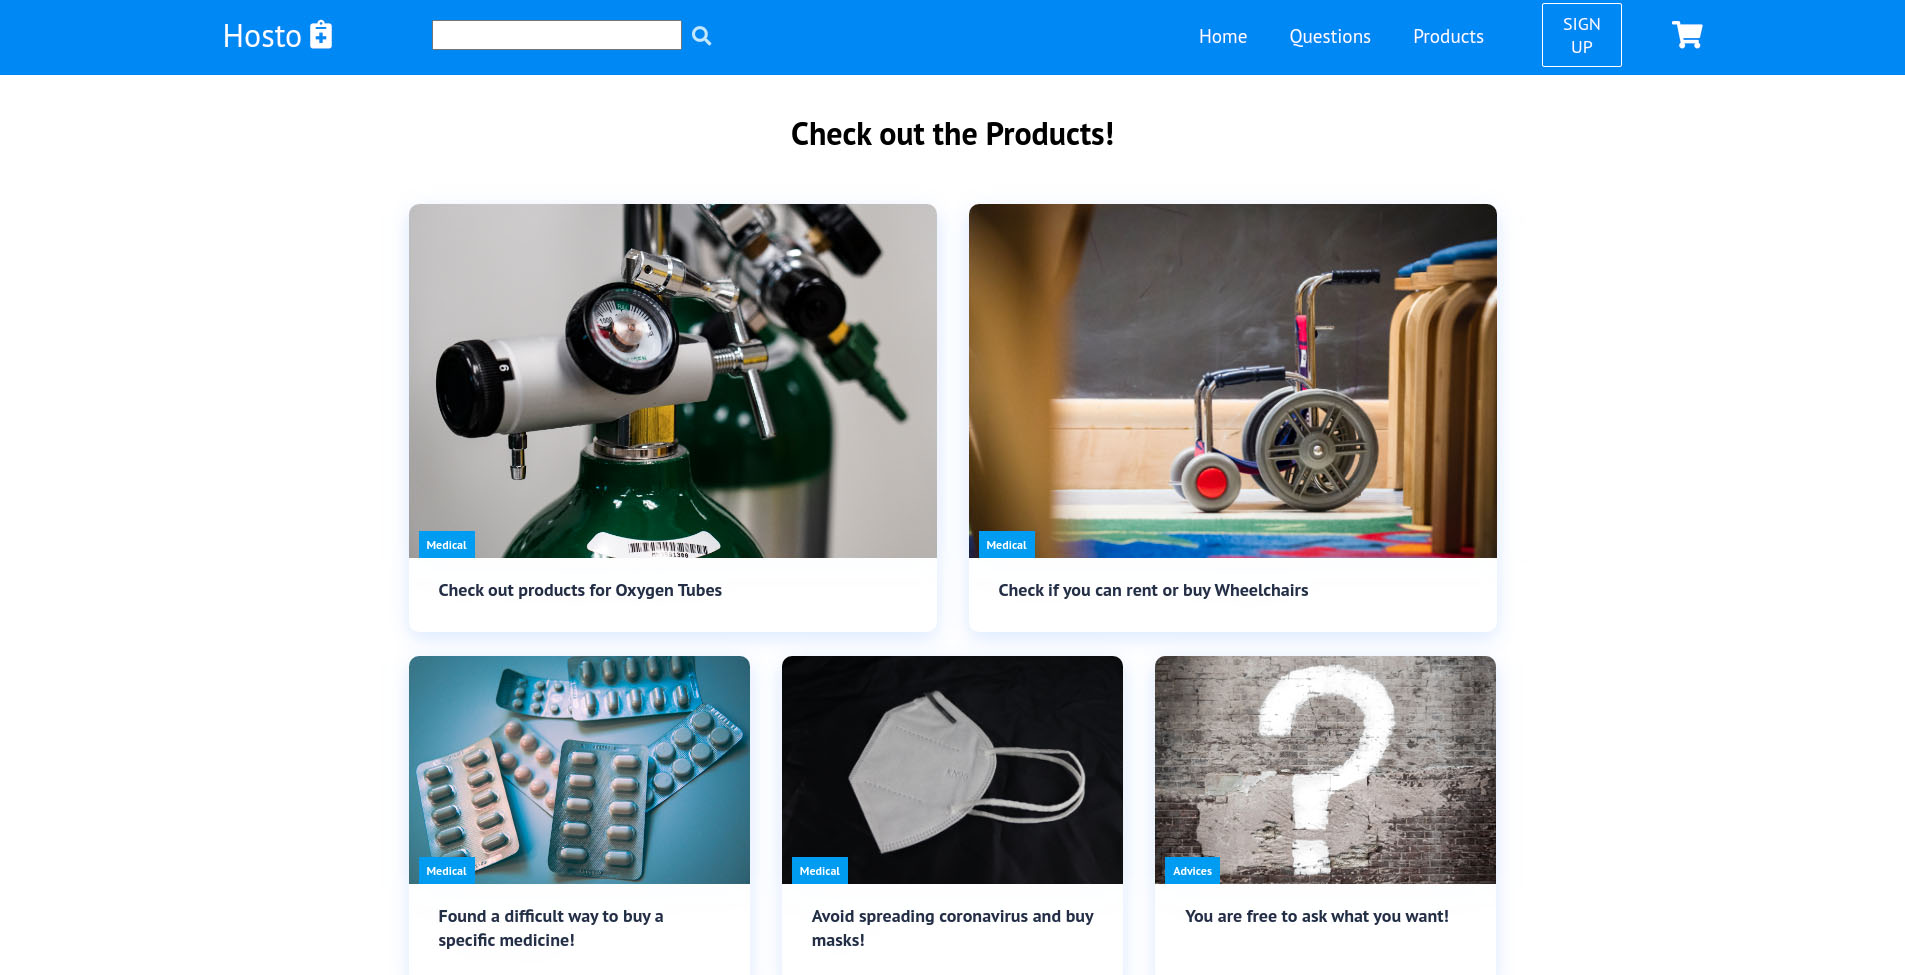 Hosto
Home
Questions
Products
SIGN
UP
Check out the Products!
1000
Medical
Check out products for Oxygen Tubes
Medical
Check if you can rent or buy Wheelchairs
Medical
Found a difficult way to buy a
specific medicine!
Medical
Avoid spreading coronavirus and buy
masks!
?
Advices
You are free to ask what you want!